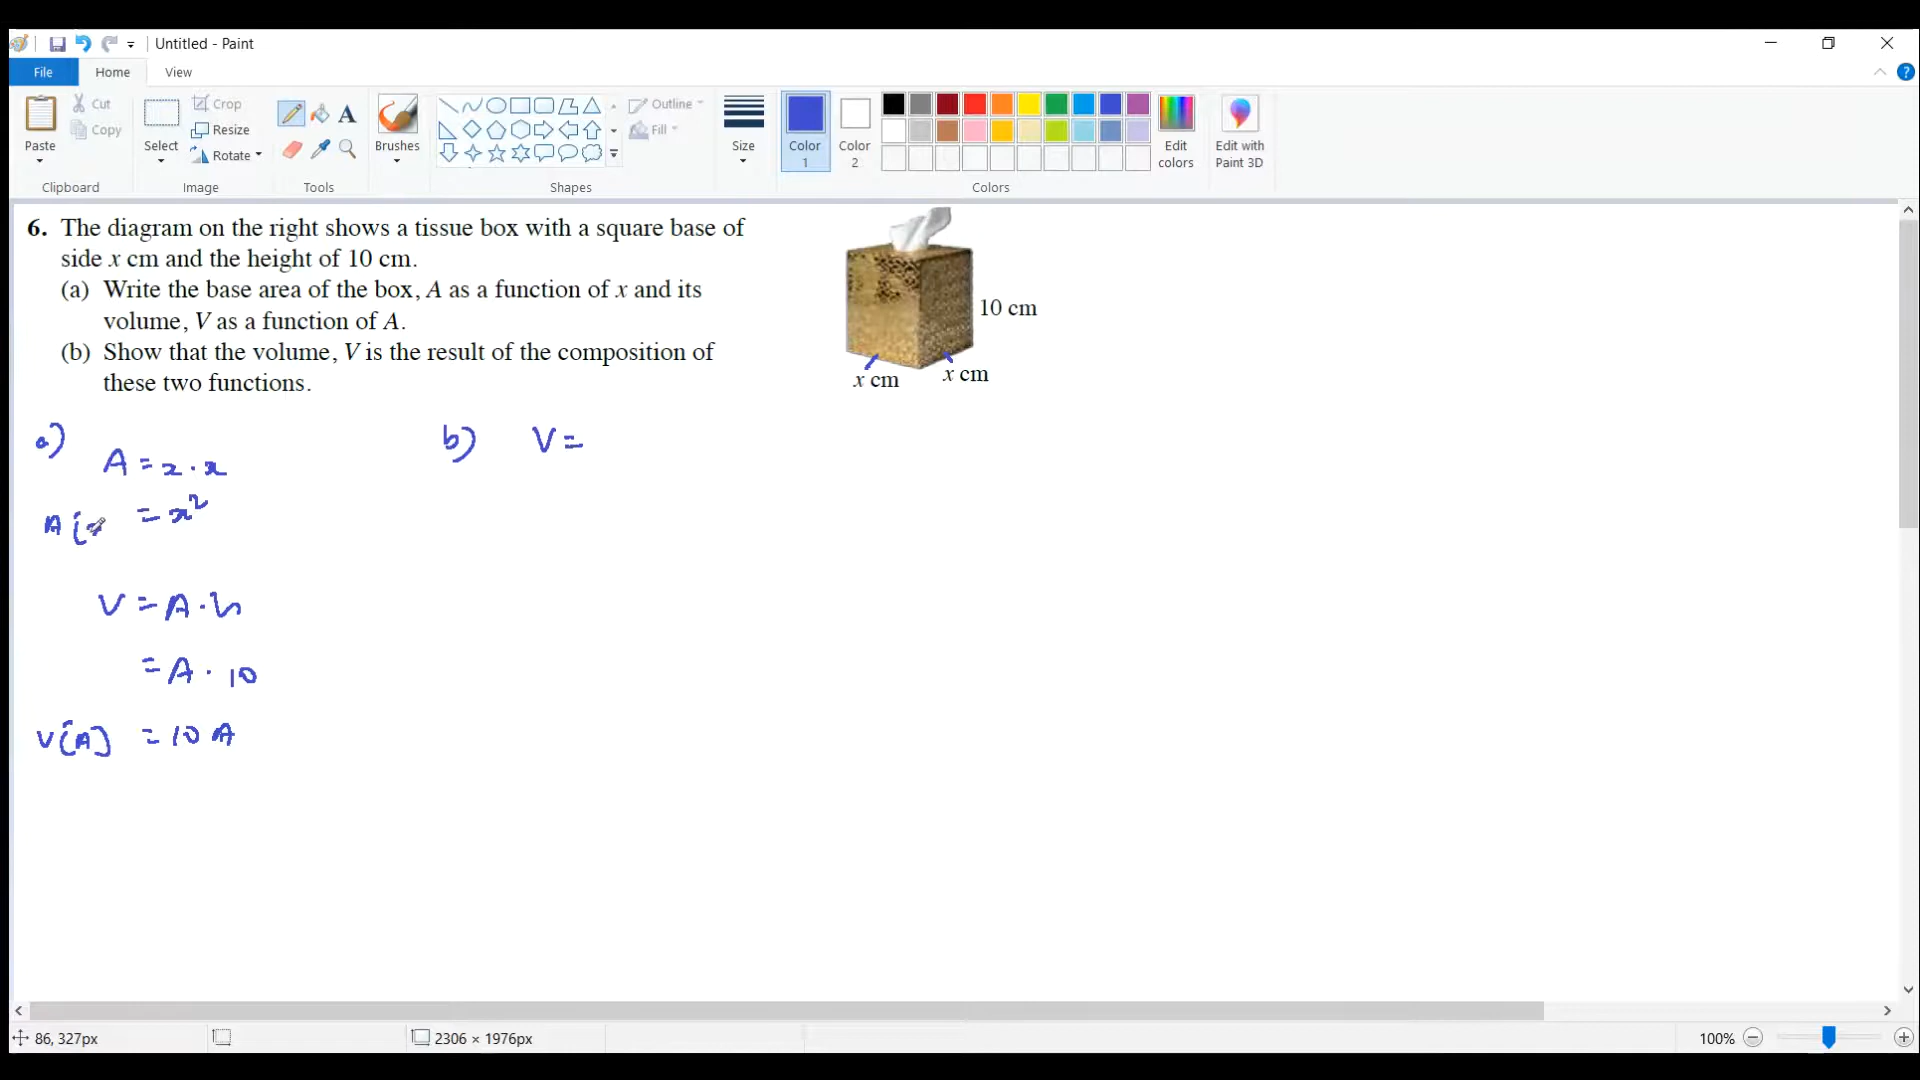 Untitled - Paint
File Home View
Paste
Cut
Copy
Clipboard
Select
Crop
Resize
Rotate
Image
Tools
Brushes
Shapes
Outline
Fill
Size
Color 1
Color 2
Colors
Edit colors
Edit with Paint 3D
6. The diagram on the right shows a tissue box with a square base of
side x cm and the height of 10 cm.
(a) Write the base area of the box, A as a function of x and its
volume, V as a function of A.
(b) Show that the volume, V is the result of the composition of
these two functions.
10 cm
x cm
x cm
a)
A = x . x
A ( = x²
V = A . h
= A . 10
V(A) = 10 A
b) V =
86, 327px
2306 × 1976px
100%